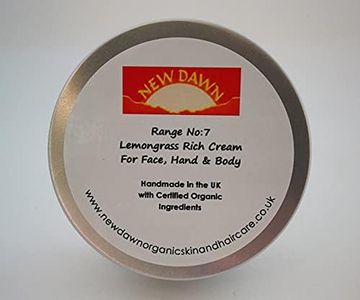 NEW DAWN
Range No:7
Lemongrass Rich Cream
For Face, Hand & Body
Handmade in the UK
with Certified Organic
Ingredients
www.newdawnorganicskinandhaircare.co.uk